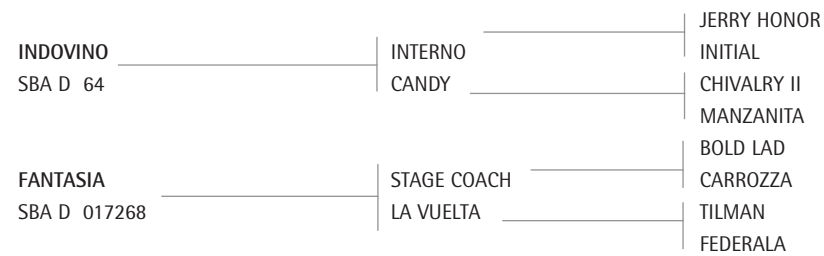 JERRY HONOR
INDOVINO INTERNO INITIAL
SBA D 64 CANDY CHIVALRY II
MANZANITA
BOLD LAD
FANTASIA STAGE COACH CARROZZA
SBA D 017268 LA VUELTA TILMAN
FEDERALA